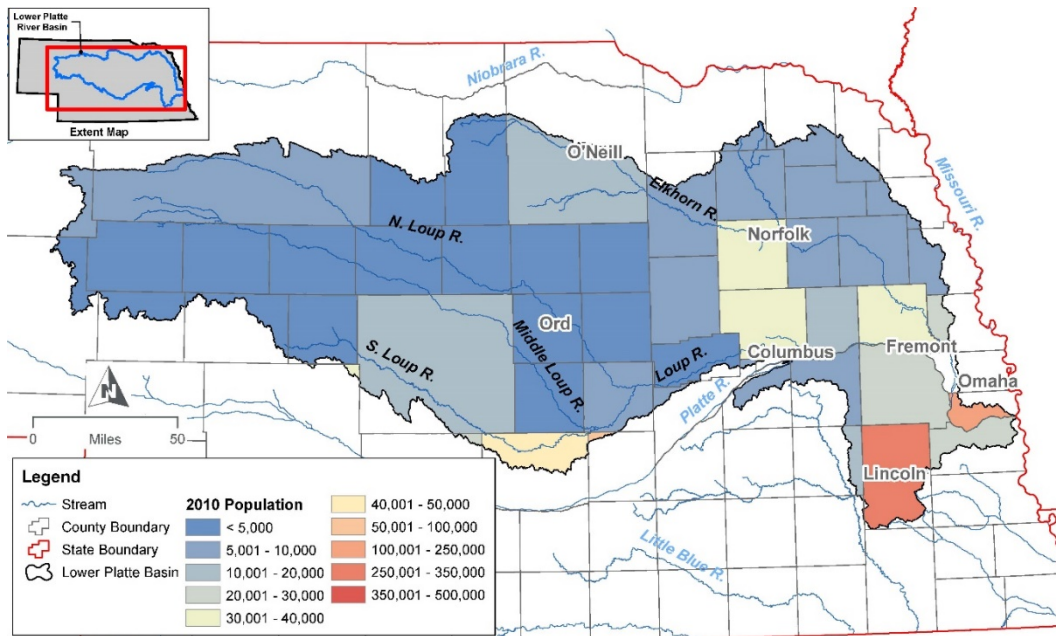 Lower Platte
River Basin
Extent Map
Niobrara R.
O'Neill
Elkhorn R.
Missouri R.
N. Loup R.
Norfolk
Ord
Middle Loup R.
S. Loup R.
Loup R.
Columbus
Fremont
Platte R.
Omaha
N
0 Miles 50
Lincoln
Little Blue R.
Legend
Stream
County Boundary
State Boundary
Lower Platte Basin
2010 Population
< 5,000
5,001 - 10,000
10,001 - 20,000
20,001 - 30,000
30,001 - 40,000
40,001 - 50,000
50,001 - 100,000
100,001 - 250,000
250,001 - 350,000
350,001 - 500,000